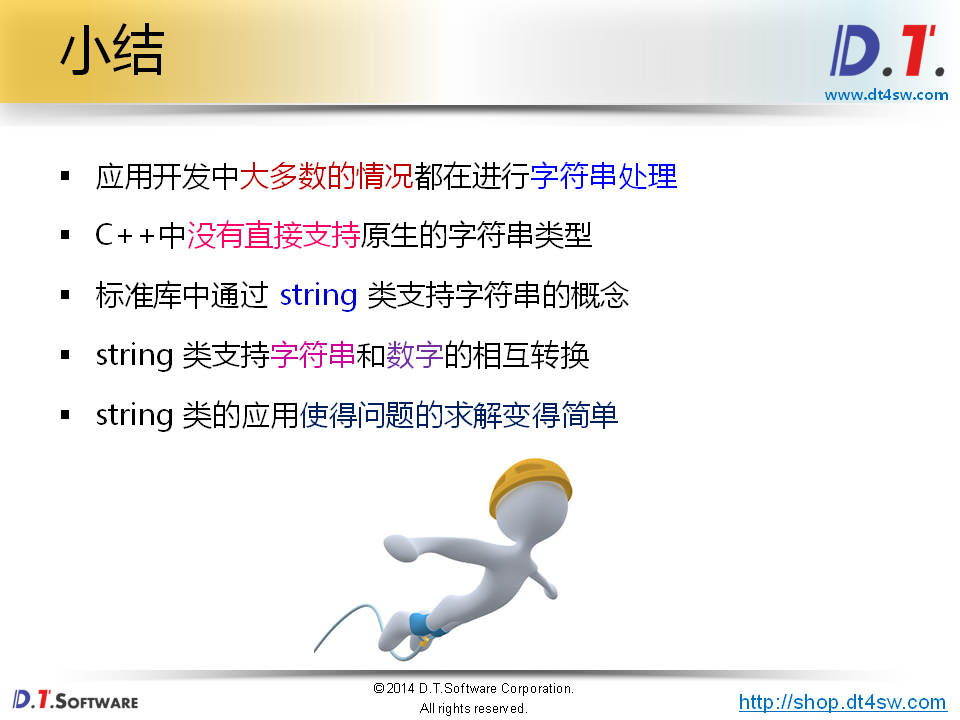 小结
D.T.
www.dt4sw.com
▪ 应用开发中大多数的情况都在进行字符串处理
▪ C++中没有直接支持原生的字符串类型
▪ 标准库中通过 string 类支持字符串的概念
▪ string 类支持字符串和数字的相互转换
▪ string 类的应用使得问题的求解变得简单
D.T.SOFTWARE
©2014 D.T.Software Corporation.
All rights reserved.
http://shop.dt4sw.com